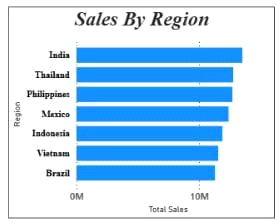 Sales By Region
India
Thailand
Philippines
Mexico
Indonesia
Vietnam
Brazil
Region
0M 10M
Total Sales